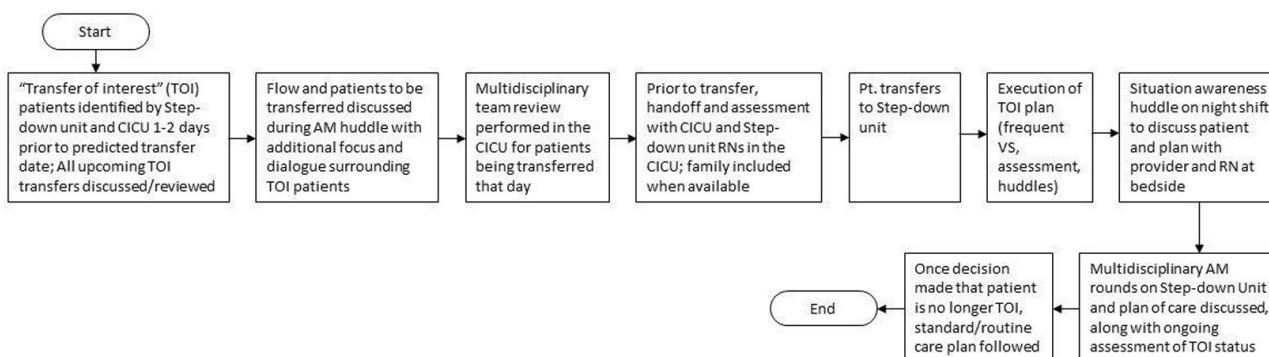 Start
“Transfer of interest” (TOI)
patients identified by Step-
down unit and CICU 1-2 days
prior to predicted transfer
date; All upcoming TOI
transfers discussed/reviewed
Flow and patients to be
transferred discussed
during AM huddle with
additional focus and
dialogue surrounding
TOI patients
Multidisciplinary
team review
performed in the
CICU for patients
being transferred
that day
Prior to transfer,
handoff and assessment
with CICU and Step-
down unit RNs in the
CICU; family included
when available
Pt. transfers
to Step-down
unit
Execution of
TOI plan
(frequent
VS,
assessment,
huddles)
Situation awareness
huddle on night shift
to discuss patient
and plan with
provider and RN at
bedside
Multidisciplinary AM
rounds on Step-down Unit
and plan of care discussed,
along with ongoing
assessment of TOI status
Once decision
made that patient
is no longer TOI,
standard/routine
care plan followed
End